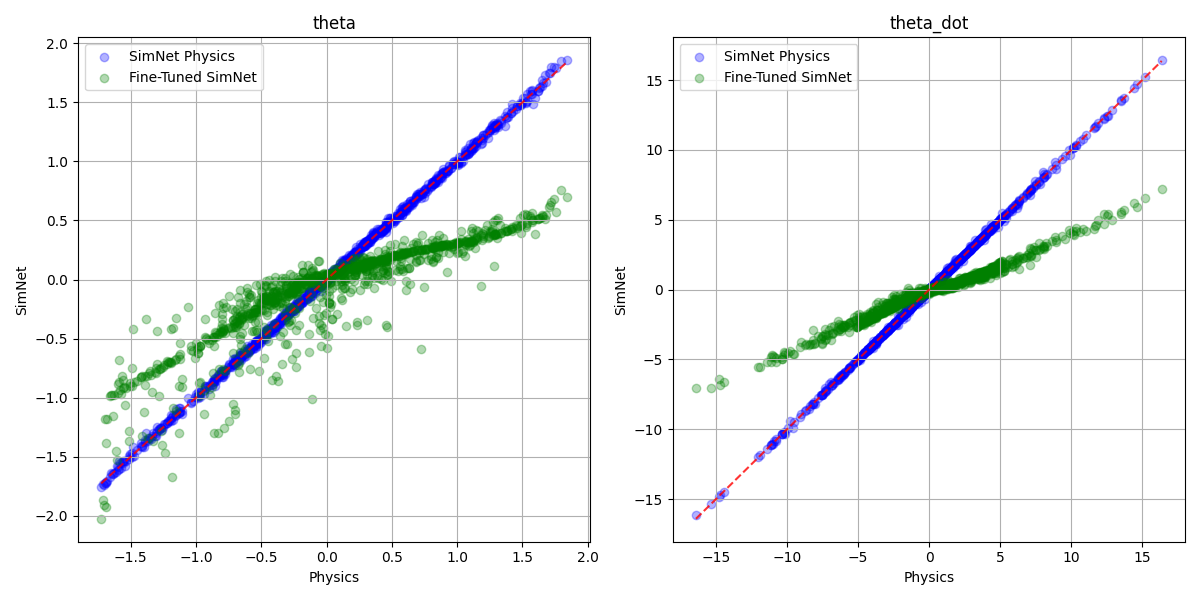 theta
SimNet Physics
Fine-Tuned SimNet
2.0
1.5
1.0
0.5
0.0
−0.5
−1.0
−1.5
−2.0
SimNet
−1.5 −1.0 −0.5 0.0 0.5 1.0 1.5 2.0
Physics
theta_dot
SimNet Physics
Fine-Tuned SimNet
15
10
5
0
−5
−10
−15
SimNet
−15 −10 −5 0 5 10 15
Physics